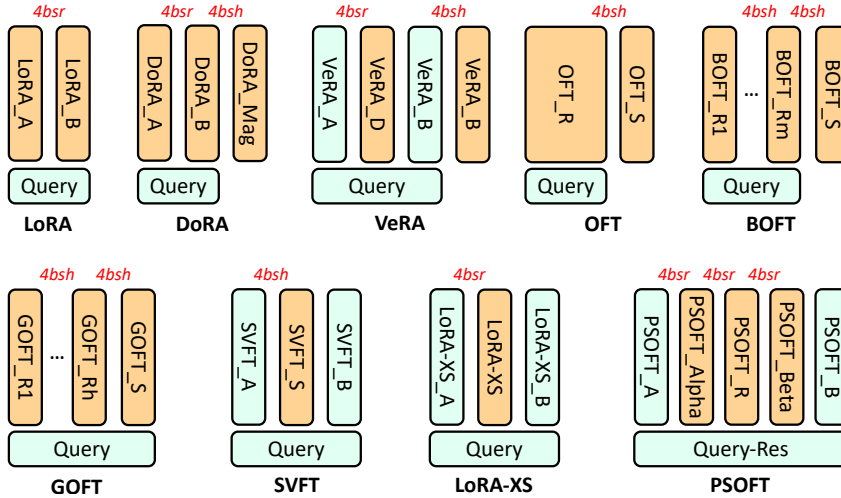 4bsr
LoRA_A
LoRA_B
Query
LoRA
4bsr 4bsh
DoRA_A
DoRA_B
DoRA_Mag
Query
DoRA
4bsr 4bsh
VeRA_A
VeRA_D
VeRA_B
VeRA_B
Query
VeRA
4bsh
OFT_R
OFT_S
Query
OFT
4bsh 4bsh
BOFT_R1
...
BOFT_Rm
BOFT_S
Query
BOFT
4bsh 4bsh
GOFT_R1
...
GOFT_Rh
GOFT_S
Query
GOFT
4bsh
SVFT_A
SVFT_S
SVFT_B
Query
SVFT
4bsr
LoRA-XS_A
LoRA-XS
LoRA-XS_B
Query
LoRA-XS
4bsr 4bsr 4bsr
PSOFT_A
PSOFT_Alpha
PSOFT_R
PSOFT_Beta
PSOFT_B
Query-Res
PSOFT